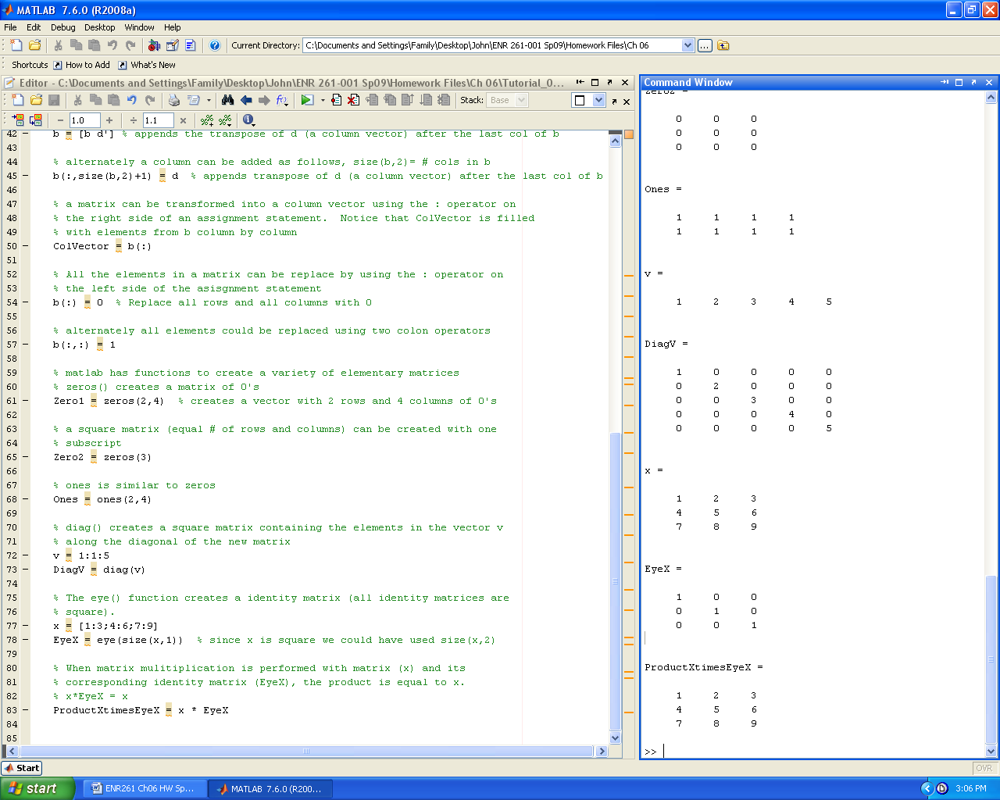 MATLAB 7.6.0 (R2008a)
File Edit Debug Desktop Window Help
Current Directory: C:\Documents and Settings\Family\Desktop\John\ENR 261-001 Sp09\Homework Files\Ch 06
Shortcuts How to Add What's New
Editor - C:\Documents and Settings\Family\Desktop\John\ENR 261-001 Sp09\Homework Files\Ch 06\Tutorial_0...
Stack: Base
1.0 1.1
42 b = [b d'] % appends the transpose of d (a column vector) after the last col of b
43
44 % alternately a column can be added as follows, size(b,2)= # cols in b
45 b(:,size(b,2)+1) = d % appends transpose of d (a column vector) after the last col of b
46
47 % a matrix can be transformed into a column vector using the : operator on
48 % the right side of an assignment statement. Notice that ColVector is filled
49 % with elements from b column by column
50 ColVector = b(:)
51
52 % All the elements in a matrix can be replace by using the : operator on
53 % the left side of the asisgnment statement
54 b(:) = 0 % Replace all rows and all columns with 0
55
56 % alternately all elements could be replaced using two colon operators
57 b(:,:) = 1
58
59 % matlab has functions to create a variety of elementary matrices
60 % zeros() creates a matrix of 0's
61 Zero1 = zeros(2,4) % creates a vector with 2 rows and 4 columns of 0's
62
63 % a square matrix (equal # of rows and columns) can be created with one
64 % subscript
65 Zero2 = zeros(3)
66
67 % ones is similar to zeros
68 Ones = ones(2,4)
69
70 % diag() creates a square matrix containing the elements in the vector v
71 % along the diagonal of the new matrix
72 v = 1:1:5
73 DiagV = diag(v)
74
75 % The eye() function creates a identity matrix (all identity matrices are
76 % square).
77 x = [1:3;4:6;7:9]
78 EyeX = eye(size(x,1)) % since x is square we could have used size(x,2)
79
80 % When matrix mulitiplication is performed with matrix (x) and its
81 % corresponding identity matrix (EyeX), the product is equal to x.
82 % x*EyeX = x
83 ProductXtimesEyeX = x * EyeX
84
85
Command Window
Zero2 =
0 0 0
0 0 0
0 0 0
Ones =
1 1 1 1
1 1 1 1
v =
1 2 3 4 5
DiagV =
1 0 0 0 0
0 2 0 0 0
0 0 3 0 0
0 0 0 4 0
0 0 0 0 5
x =
1 2 3
4 5 6
7 8 9
EyeX =
1 0 0
0 1 0
0 0 1
ProductXtimesEyeX =
1 2 3
4 5 6
7 8 9
>>
Start OVR
start ENR261 Ch06 HW Sp... MATLAB 7.6.0 (R200... 3:06 PM